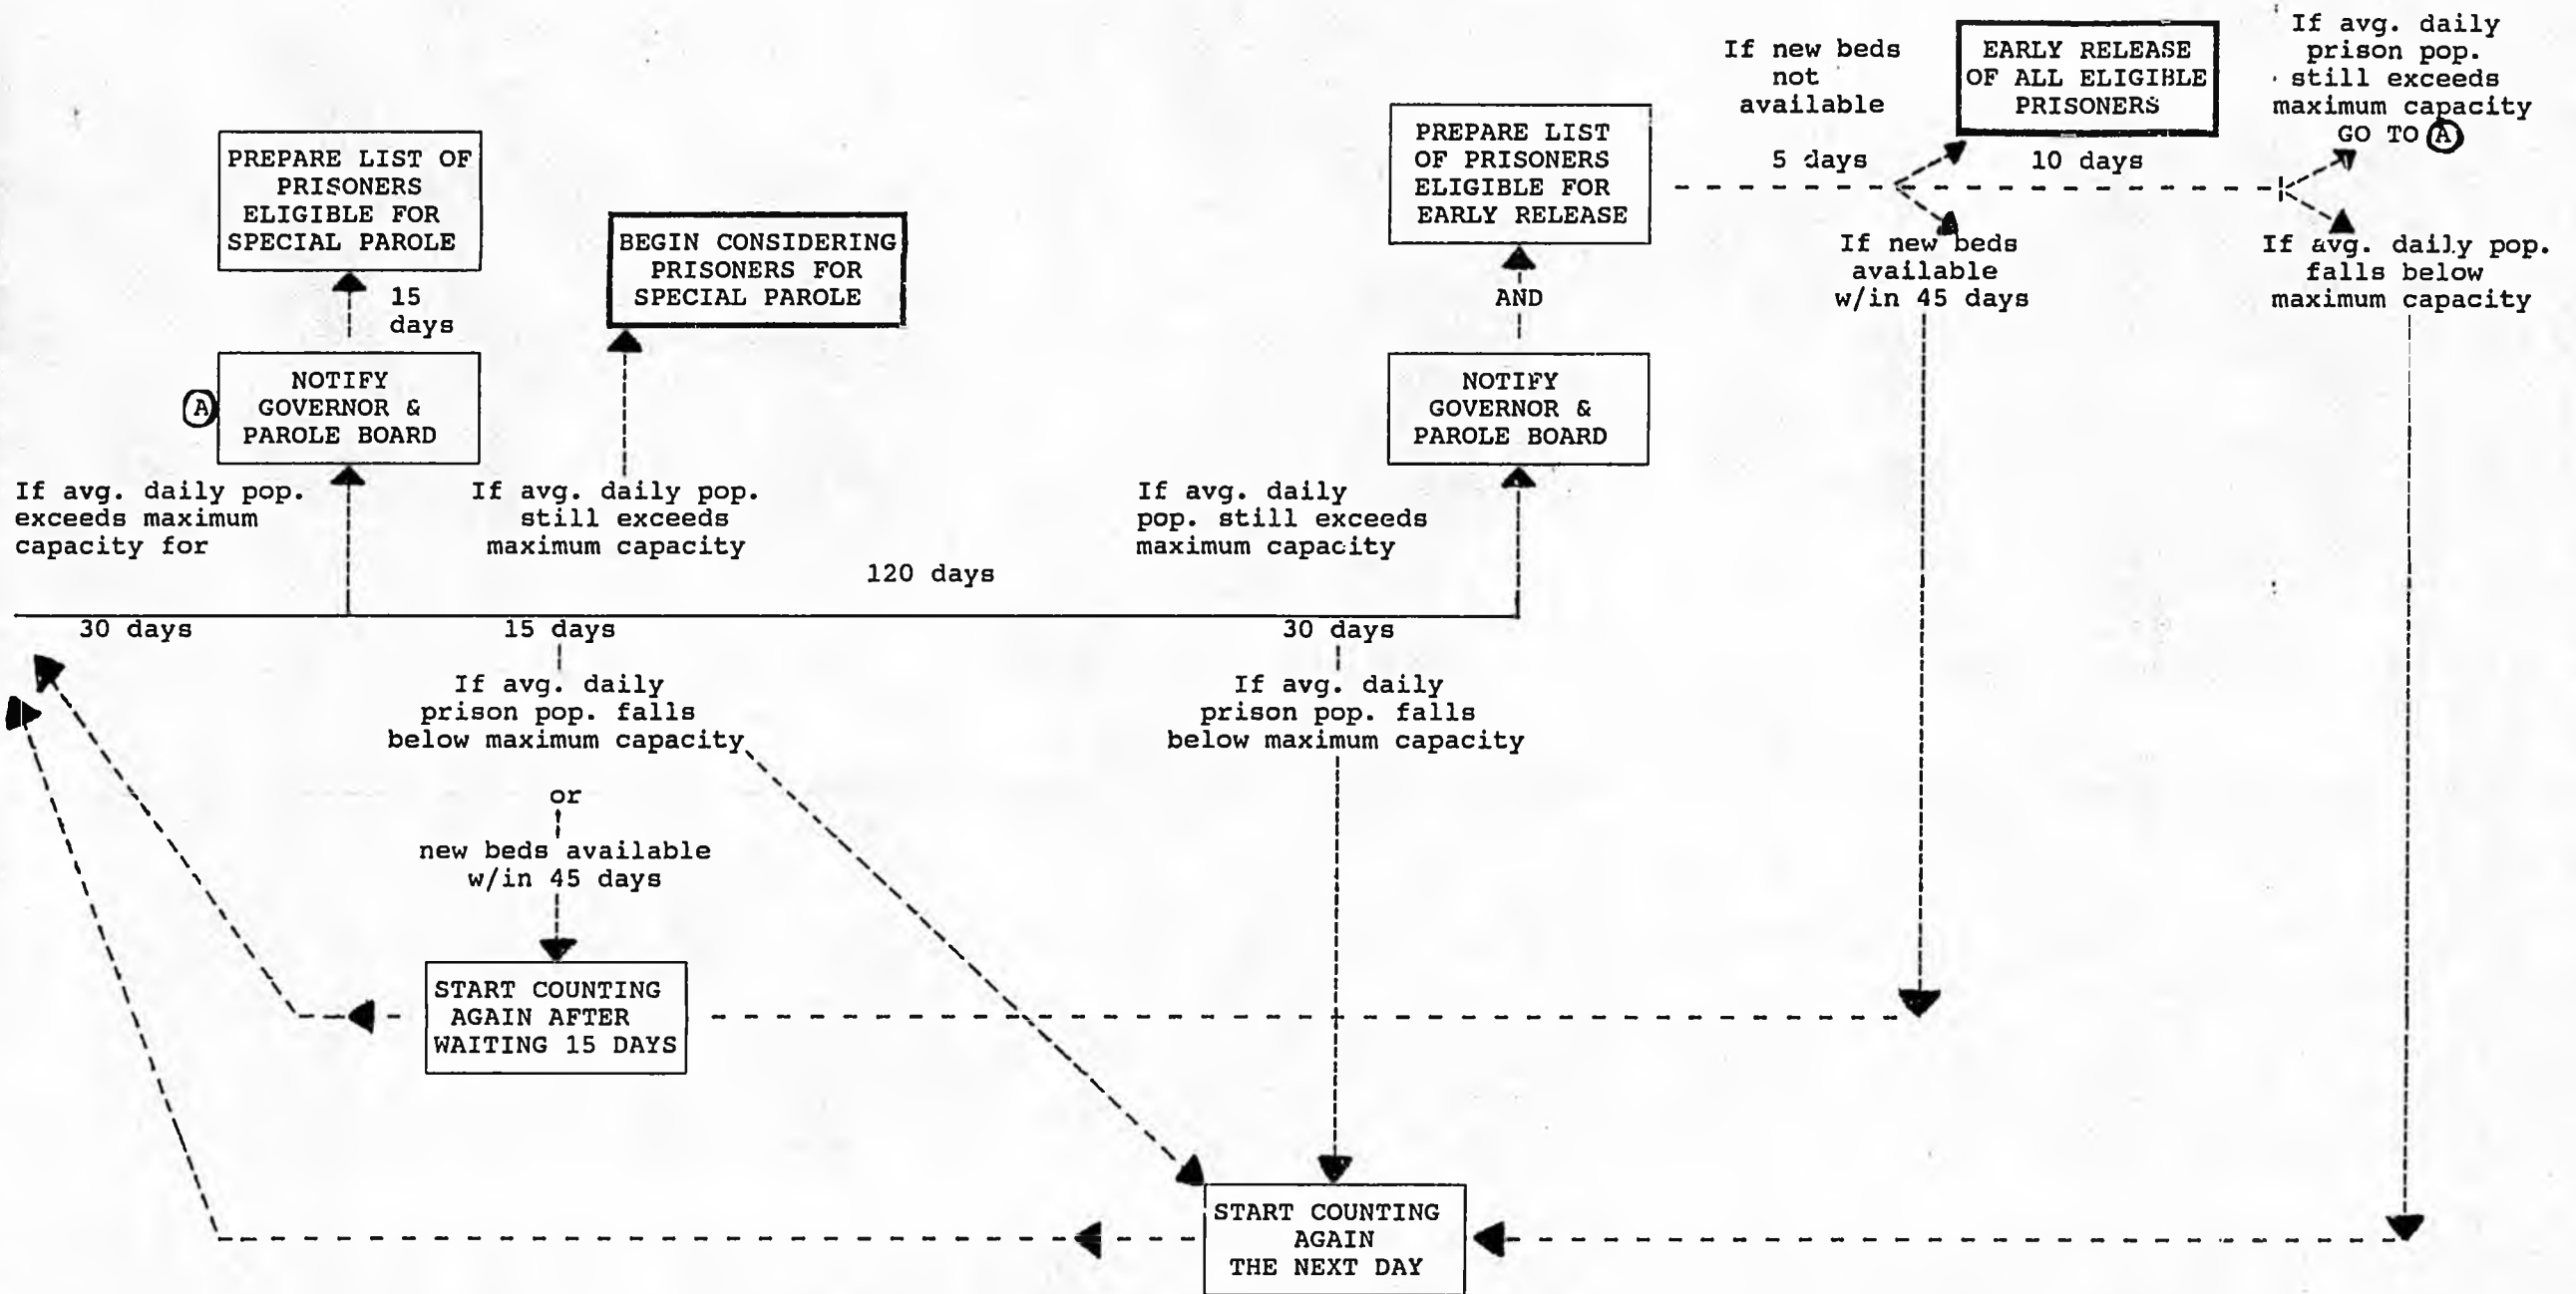 PREPARE LIST OF
PRISONERS
ELIGIBLE FOR
SPECIAL PAROLE
15
days
A
NOTIFY
GOVERNOR &
PAROLE BOARD
If avg. daily pop.
exceeds maximum
capacity for
BEGIN CONSIDERING
PRISONERS FOR
SPECIAL PAROLE
If avg. daily pop.
still exceeds
maximum capacity
120 days
PREPARE LIST
OF PRISONERS
ELIGIBLE FOR
EARLY RELEASE
AND
NOTIFY
GOVERNOR &
PAROLE BOARD
If avg. daily
pop. still exceeds
maximum capacity
If new beds
not
available
5 days
EARLY RELEASE
OF ALL ELIGIBLE
PRISONERS
10 days
If avg. daily
prison pop.
still exceeds
maximum capacity
GO TO A
If new beds
available
w/in 45 days
If avg. daily pop.
falls below
maximum capacity
30 days
15 days
30 days
If avg. daily
prison pop. falls
below maximum capacity
or
new beds available
w/in 45 days
If avg. daily
prison pop. falls
below maximum capacity
START COUNTING
AGAIN AFTER
WAITING 15 DAYS
START COUNTING
AGAIN
THE NEXT DAY